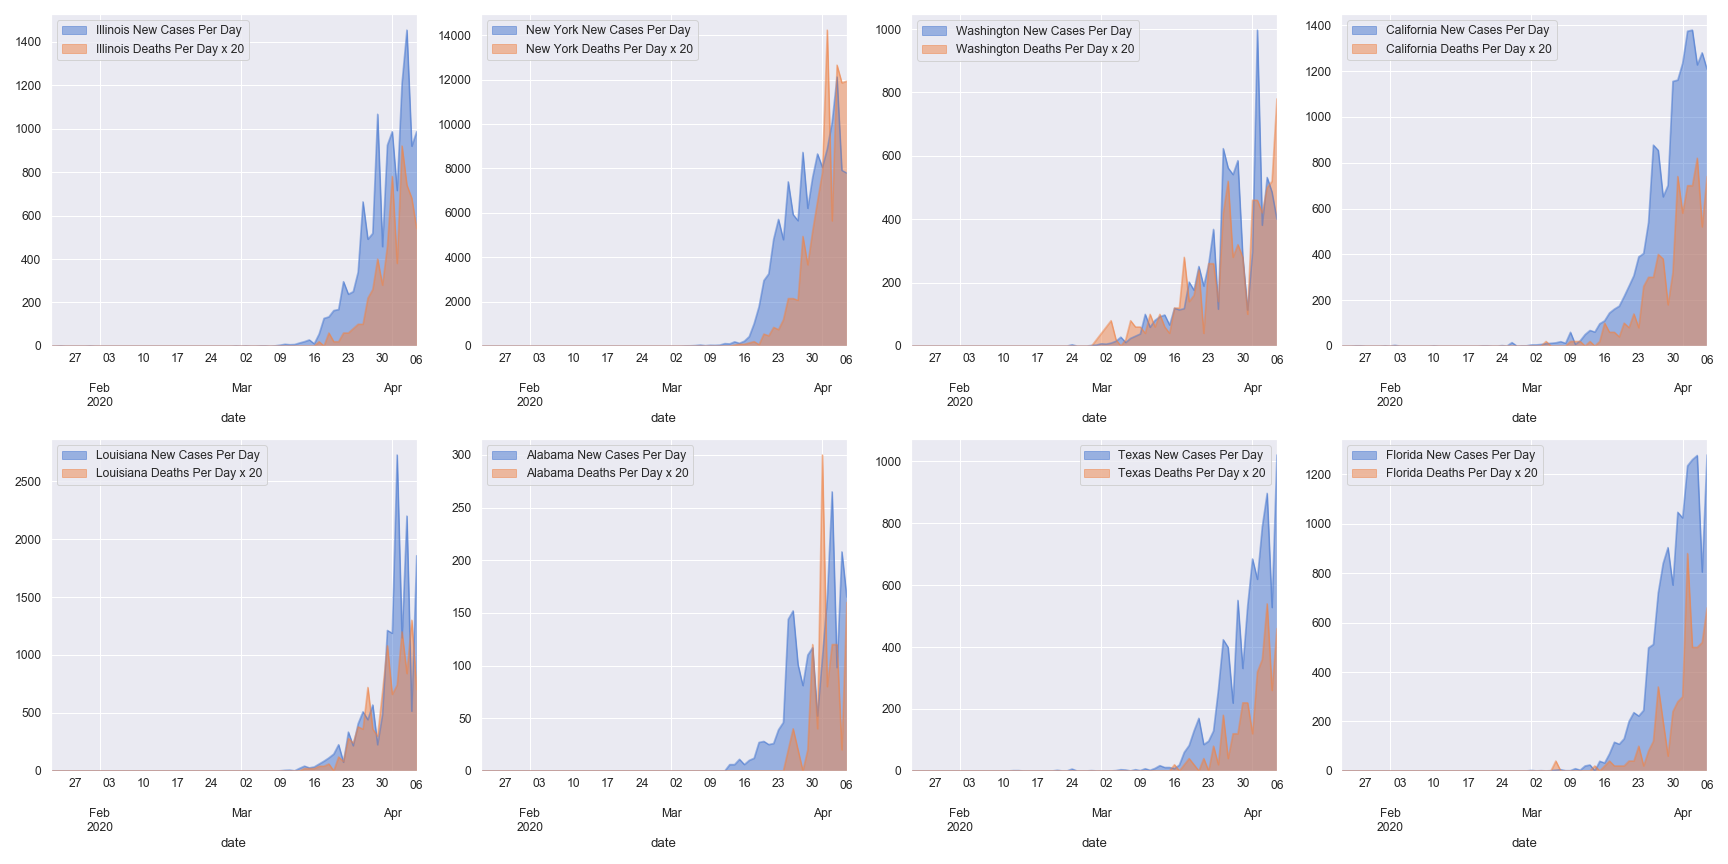 Illinois New Cases Per Day
Illinois Deaths Per Day x 20
1400
1200
1000
800
600
400
200
0
27 03 10 17 24 02 09 16 23 30 06
Feb Mar Apr
2020
date
New York New Cases Per Day
New York Deaths Per Day x 20
14000
12000
10000
8000
6000
4000
2000
0
27 03 10 17 24 02 09 16 23 30 06
Feb Mar Apr
2020
date
Washington New Cases Per Day
Washington Deaths Per Day x 20
1000
800
600
400
200
0
27 03 10 17 24 02 09 16 23 30 06
Feb Mar Apr
2020
date
California New Cases Per Day
California Deaths Per Day x 20
1400
1200
1000
800
600
400
200
0
27 03 10 17 24 02 09 16 23 30 06
Feb Mar Apr
2020
date
Louisiana New Cases Per Day
Louisiana Deaths Per Day x 20
2500
2000
1500
1000
500
0
27 03 10 17 24 02 09 16 23 30 06
Feb Mar Apr
2020
date
Alabama New Cases Per Day
Alabama Deaths Per Day x 20
300
250
200
150
100
50
0
27 03 10 17 24 02 09 16 23 30 06
Feb Mar Apr
2020
date
Texas New Cases Per Day
Texas Deaths Per Day x 20
1000
800
600
400
200
0
27 03 10 17 24 02 09 16 23 30 06
Feb Mar Apr
2020
date
Florida New Cases Per Day
Florida Deaths Per Day x 20
1200
1000
800
600
400
200
0
27 03 10 17 24 02 09 16 23 30 06
Feb Mar Apr
2020
date